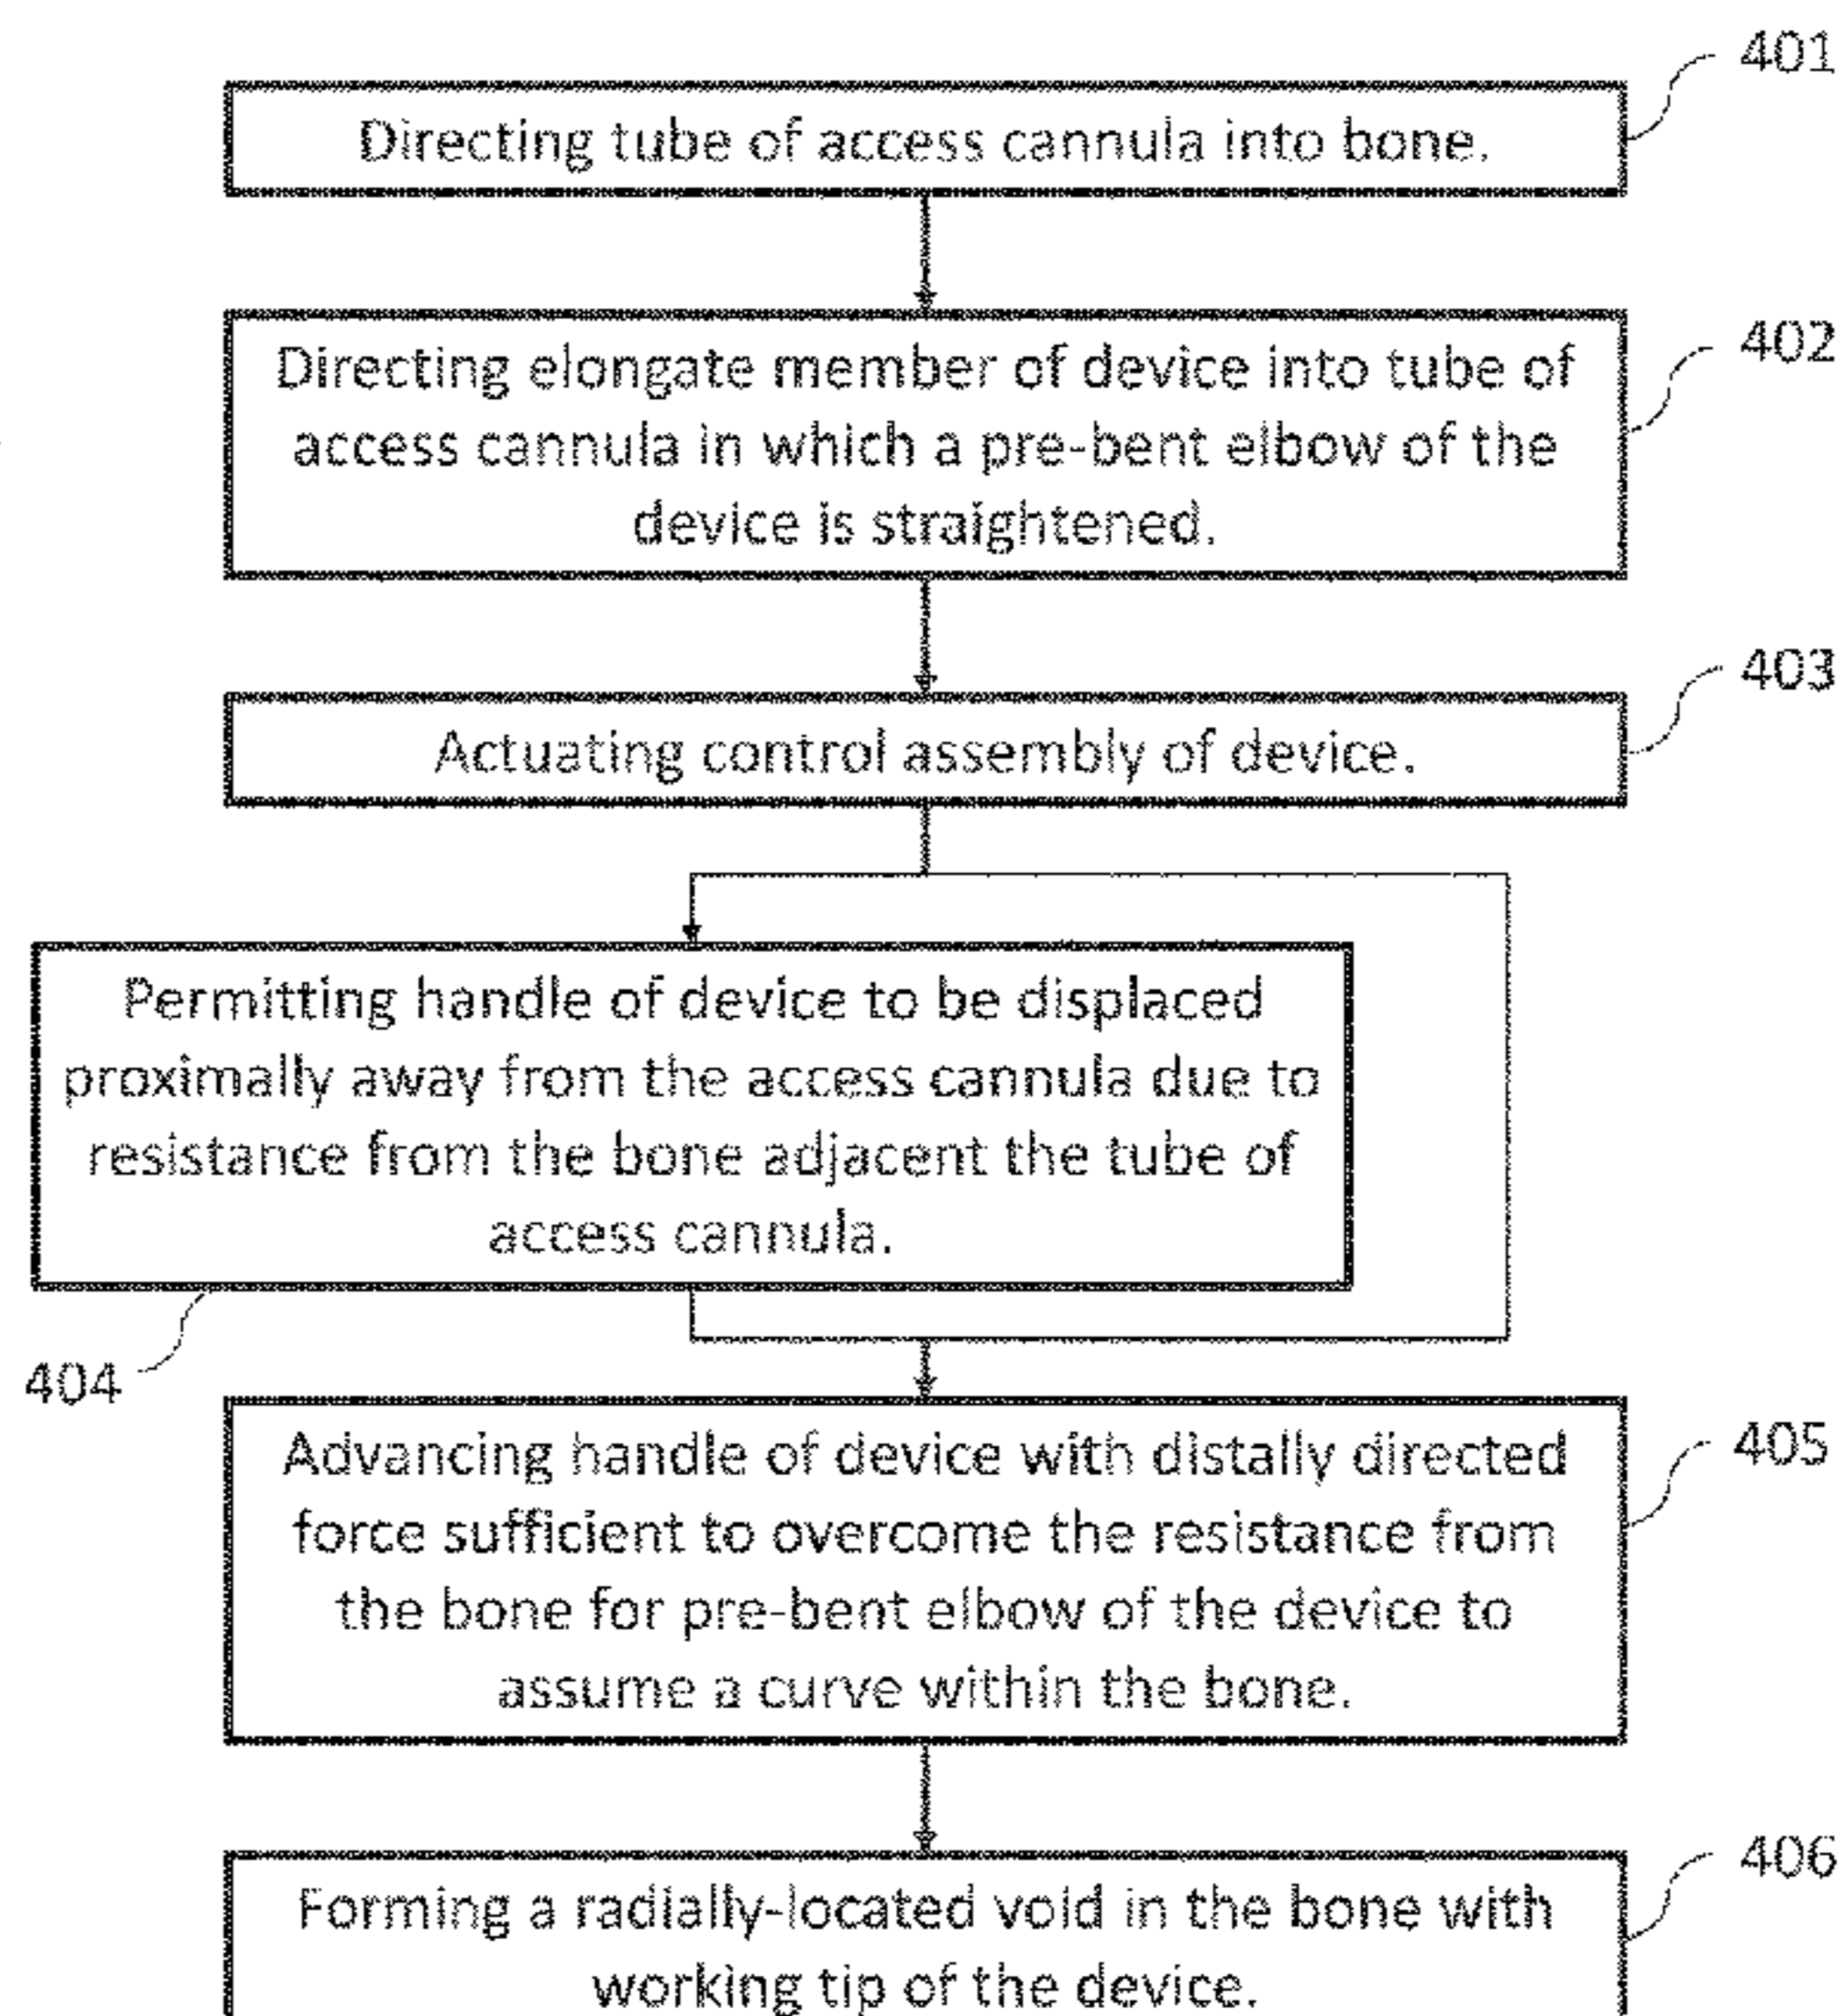 401
Directing tube of access cannula into bone.
402
Directing elongate member of device into tube of
access cannula in which a pre-bent elbow of the
device is straightened.
403
Actuating control assembly of device.
Permitting handle of device to be displaced
proximally away from the access cannula due to
resistance from the bone adjacent the tube of
access cannula.
404
Advancing handle of device with distally directed
force sufficient to overcome the resistance from
the bone for pre-bent elbow of the device to
assume a curve within the bone.
405
406
Forming a radially-located void in the bone with
working tip of the device.